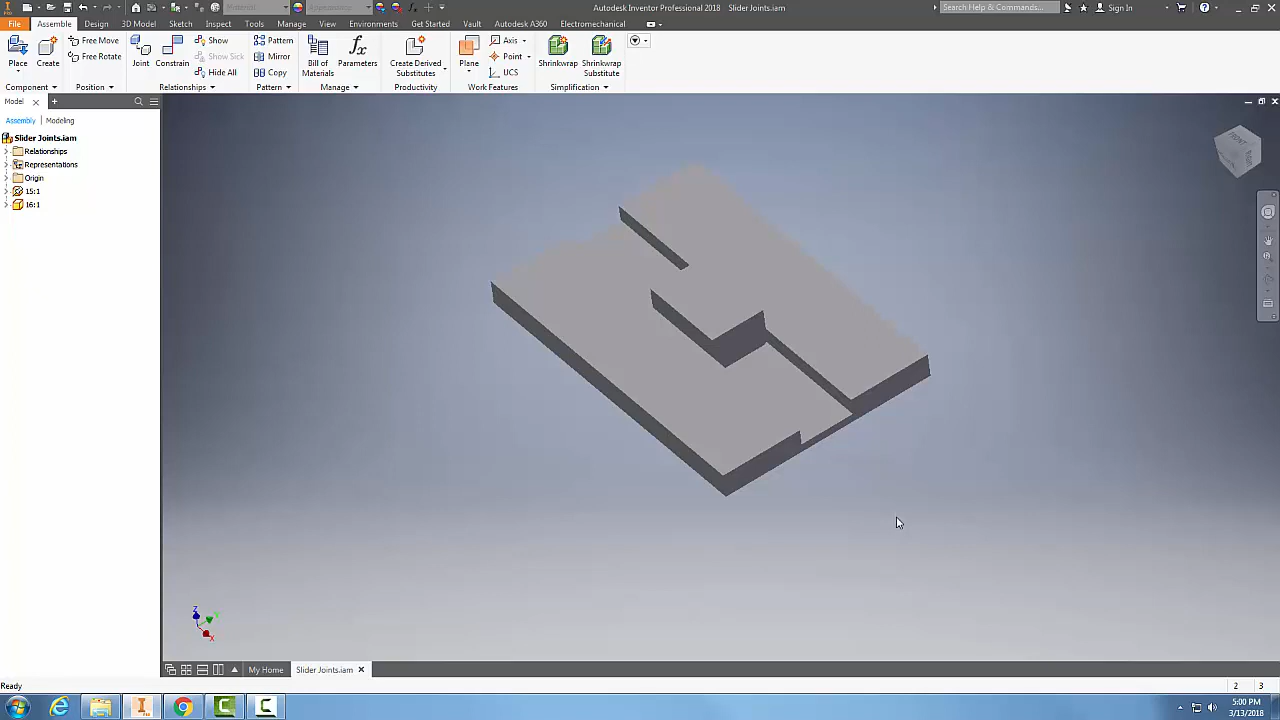 Autodesk Inventor Professional 2018 Slider Joints.iam
Search Help & Commands...
Sign In
File Assemble Design 3D Model Sketch Inspect Tools Manage View Environments Get Started Vault Autodesk A360 Electromechanical
Place
Create
Free Move
Free Rotate
Joint
Constrain
Show
Show Sick
Hide All
Pattern
Mirror
Copy
Bill of
Materials
Parameters
Create Derived
Substitutes
Plane
Axis
Point
UCS
Shrinkwrap
Shrinkwrap
Substitute
Component Position Relationships Pattern Manage Productivity Work Features Simplification
Model
Assembly Modeling
Slider Joints.iam
Relationships
Representations
Origin
15:1
16:1
FRONT
Z
Y
X
My Home
Slider Joints.iam
Ready
2 3
5:00 PM
3/13/2018